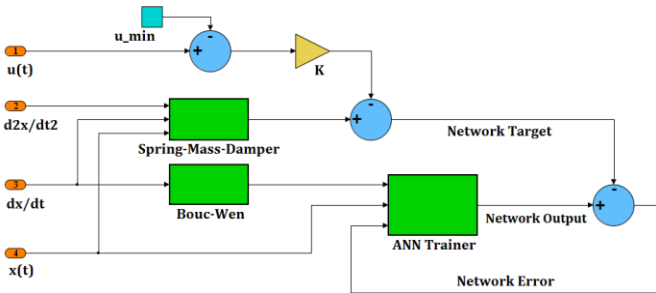 u_min
-
+
1
u(t)
K
-
2
+
d2x/dt2
Network Target
Spring-Mass-Damper
-
3
+
dx/dt
Bouc-Wen
Network Output
ANN Trainer
4
x(t)
Network Error